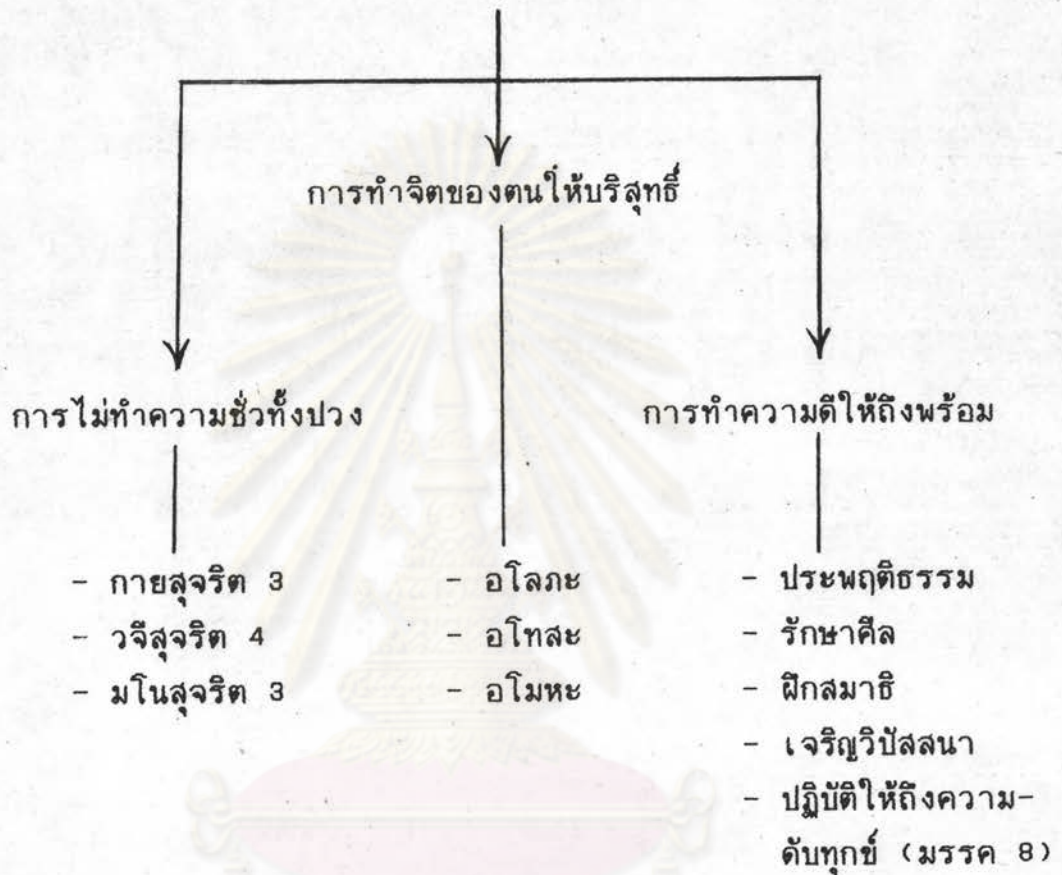 การทำจิตของตนให้บริสุทธิ์
การไม่ทำความชั่วทั้งปวง
การทำความดีให้ถึงพร้อม
- กายสุจริต 3
- วจีสุจริต 4
- มโนสุจริต 3
- อโลภะ
- อโทสะ
- อโมหะ
- ประพฤติธรรม
- รักษาศีล
- ฝึกสมาธิ
- เจริญวิปัสสนา
- ปฏิบัติให้ถึงความ-
ดับทุกข์ (มรรค 8)